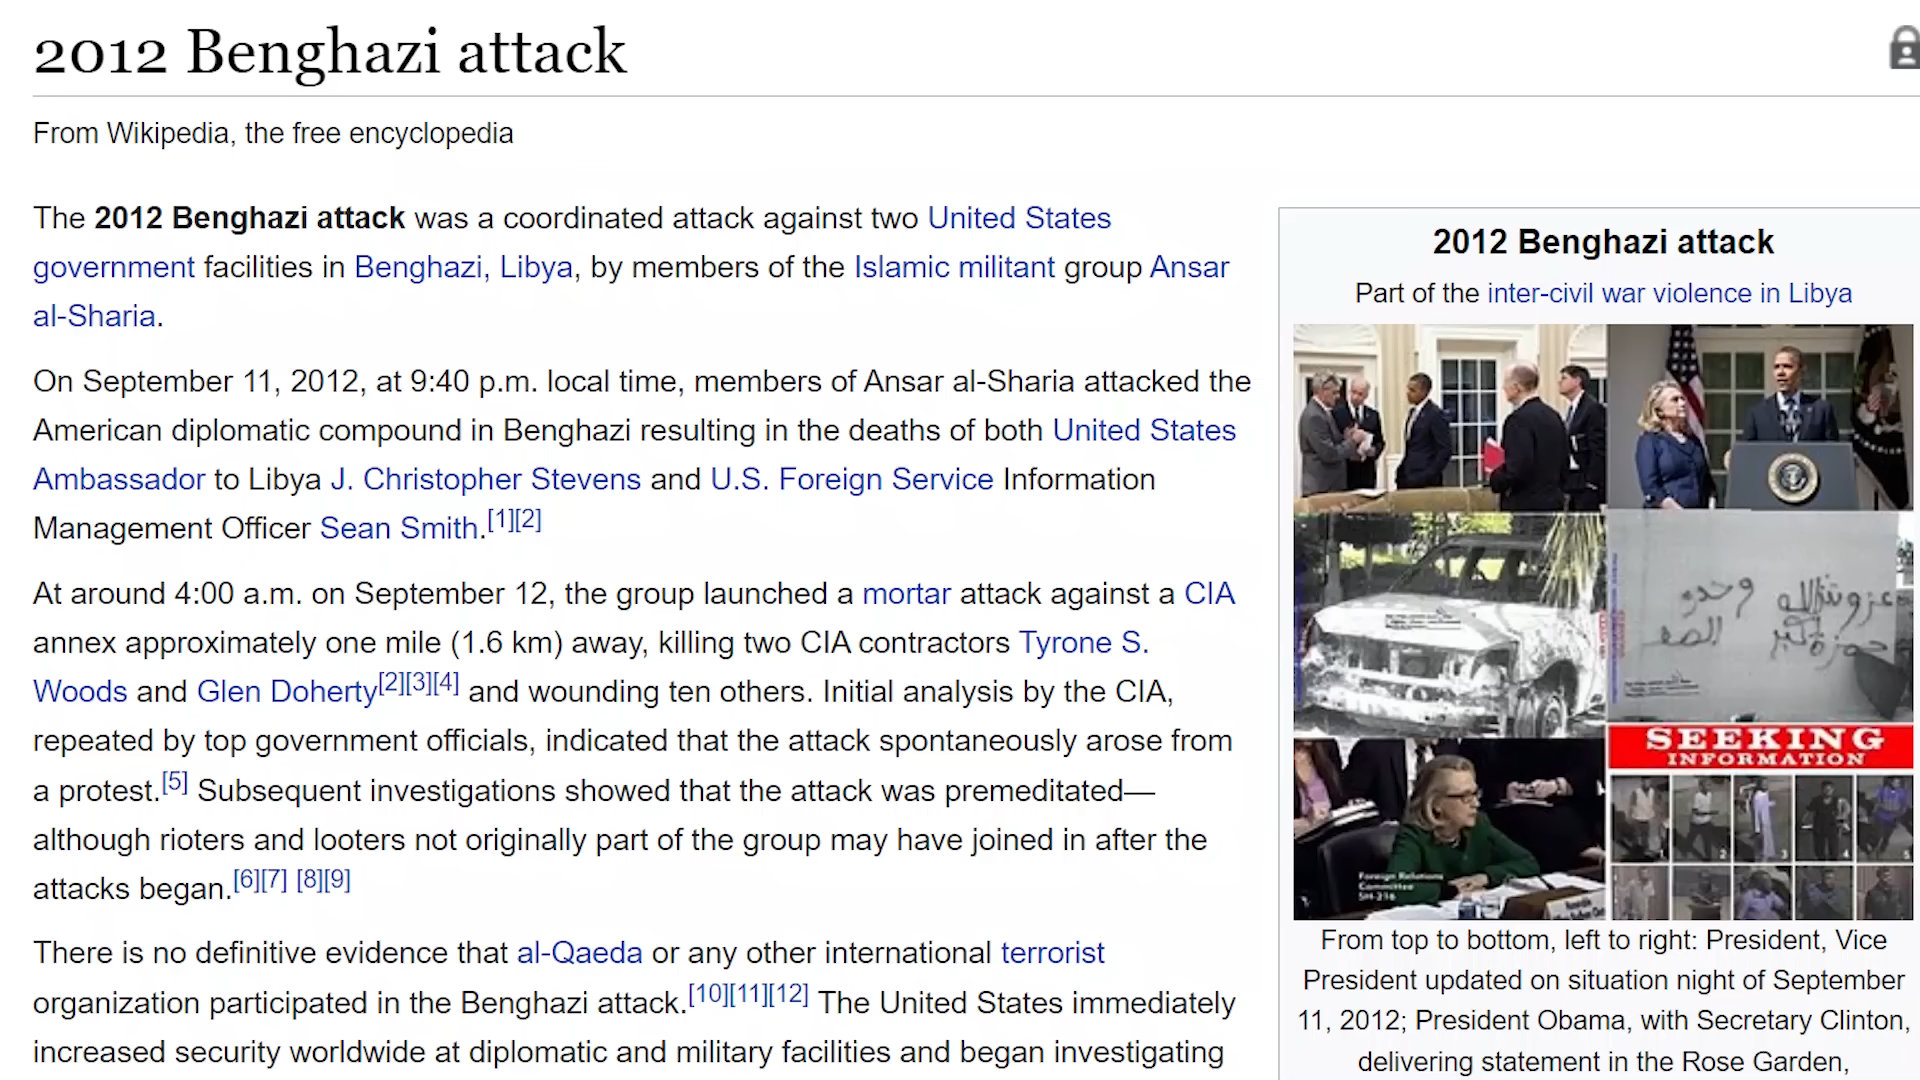 2012 Benghazi attack
From Wikipedia, the free encyclopedia
The 2012 Benghazi attack was a coordinated attack against two United States
government facilities in Benghazi, Libya, by members of the Islamic militant group Ansar
al-Sharia.
On September 11, 2012, at 9:40 p.m. local time, members of Ansar al-Sharia attacked the
American diplomatic compound in Benghazi resulting in the deaths of both United States
Ambassador to Libya J. Christopher Stevens and U.S. Foreign Service Information
Management Officer Sean Smith.[1][2]
At around 4:00 a.m. on September 12, the group launched a mortar attack against a CIA
annex approximately one mile (1.6 km) away, killing two CIA contractors Tyrone S.
Woods and Glen Doherty[2][3][4] and wounding ten others. Initial analysis by the CIA,
repeated by top government officials, indicated that the attack spontaneously arose from
a protest.[5] Subsequent investigations showed that the attack was premeditated—
although rioters and looters not originally part of the group may have joined in after the
attacks began.[6][7] [8][9]
There is no definitive evidence that al-Qaeda or any other international terrorist
organization participated in the Benghazi attack.[10][11][12] The United States immediately
increased security worldwide at diplomatic and military facilities and began investigating
2012 Benghazi attack
Part of the inter-civil war violence in Libya
SEEKING
INFORMATION
Foreign Relations
Committee
SH-216
From top to bottom, left to right: President, Vice
President updated on situation night of September
11, 2012; President Obama, with Secretary Clinton,
delivering statement in the Rose Garden,